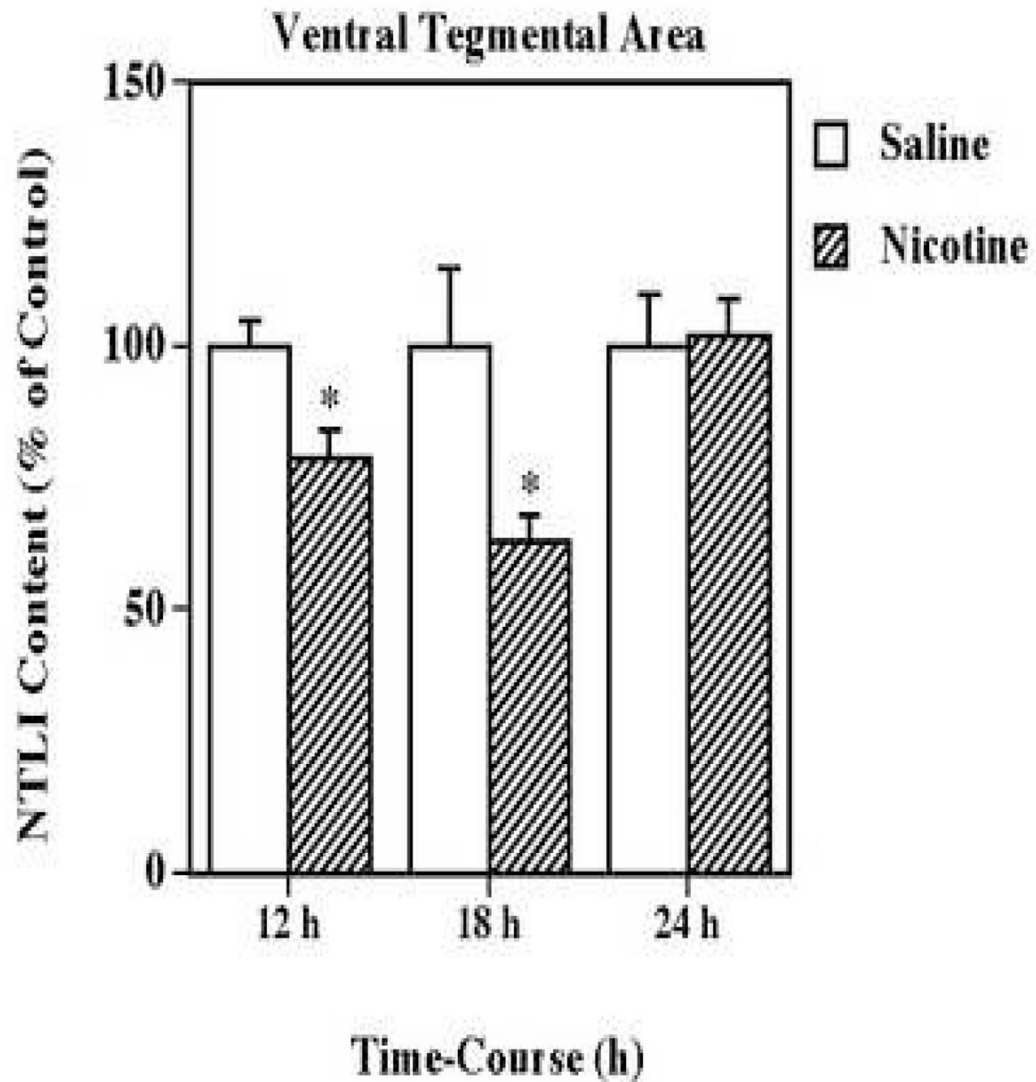 Ventral Tegmental Area
150
100
50
0
NTLI Content (% of Control)
Saline
Nicotine
*
*
12 h
18 h
24 h
Time-Course (h)